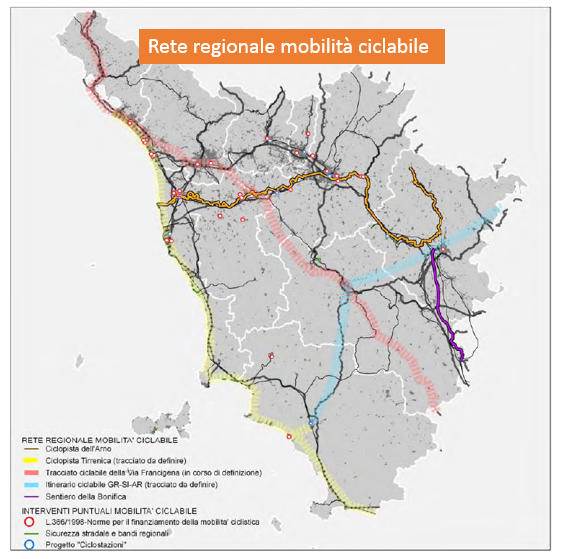 Rete regionale mobilità ciclabile
RETE REGIONALE MOBILITA' CICLABILE
Ciclopista dell'Arno
Ciclopista Tirrenica (tracciato da definire)
Tracciato ciclabile della Via Francigena (in corso di definizione)
Itinerario ciclabile GR-SI-AR (tracciato da definire)
Sentiero della Bonifica
INTERVENTI PUNTUALI MOBILITA' CICLABILE
L.366/1998-Norme per il finanziamento della mobilita' ciclistica
Sicurezza stradale e bandi regionali
Progetto "Ciclostazioni"